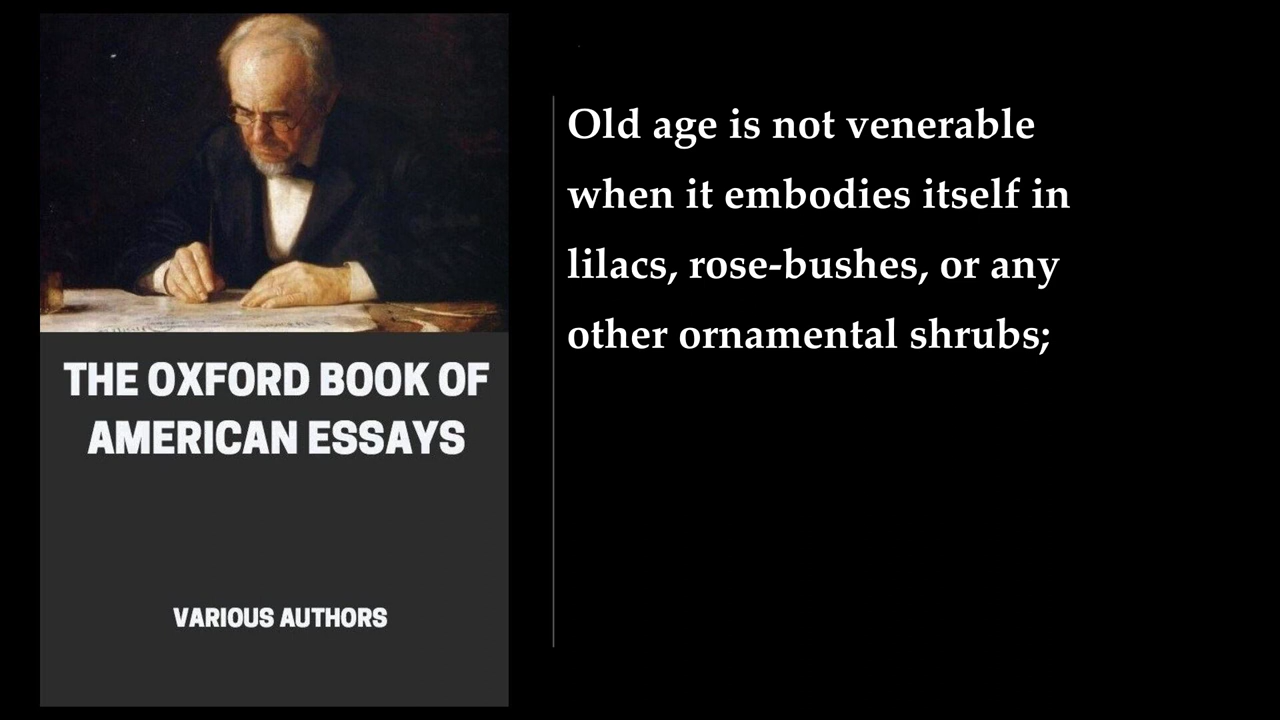 THE OXFORD BOOK OF
AMERICAN ESSAYS
VARIOUS AUTHORS
Old age is not venerable
when it embodies itself in
lilacs, rose-bushes, or any
other ornamental shrubs;